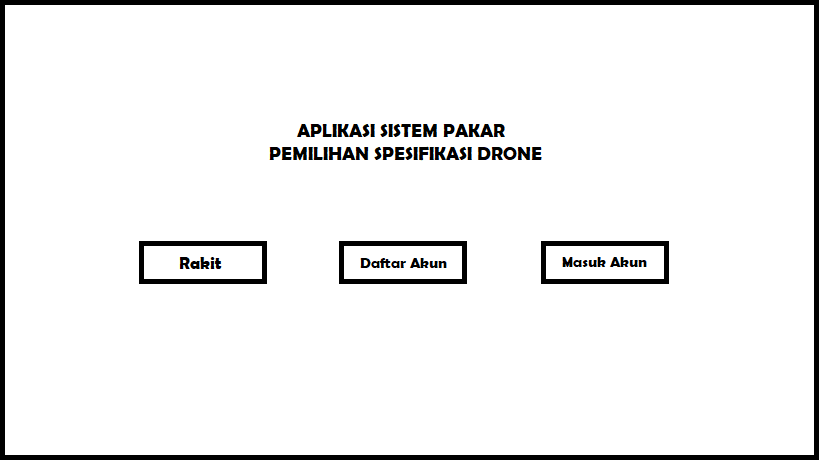 APLIKASI SISTEM PAKAR
PEMILIHAN SPESIFIKASI DRONE
Rakit
Daftar Akun
Masuk Akun